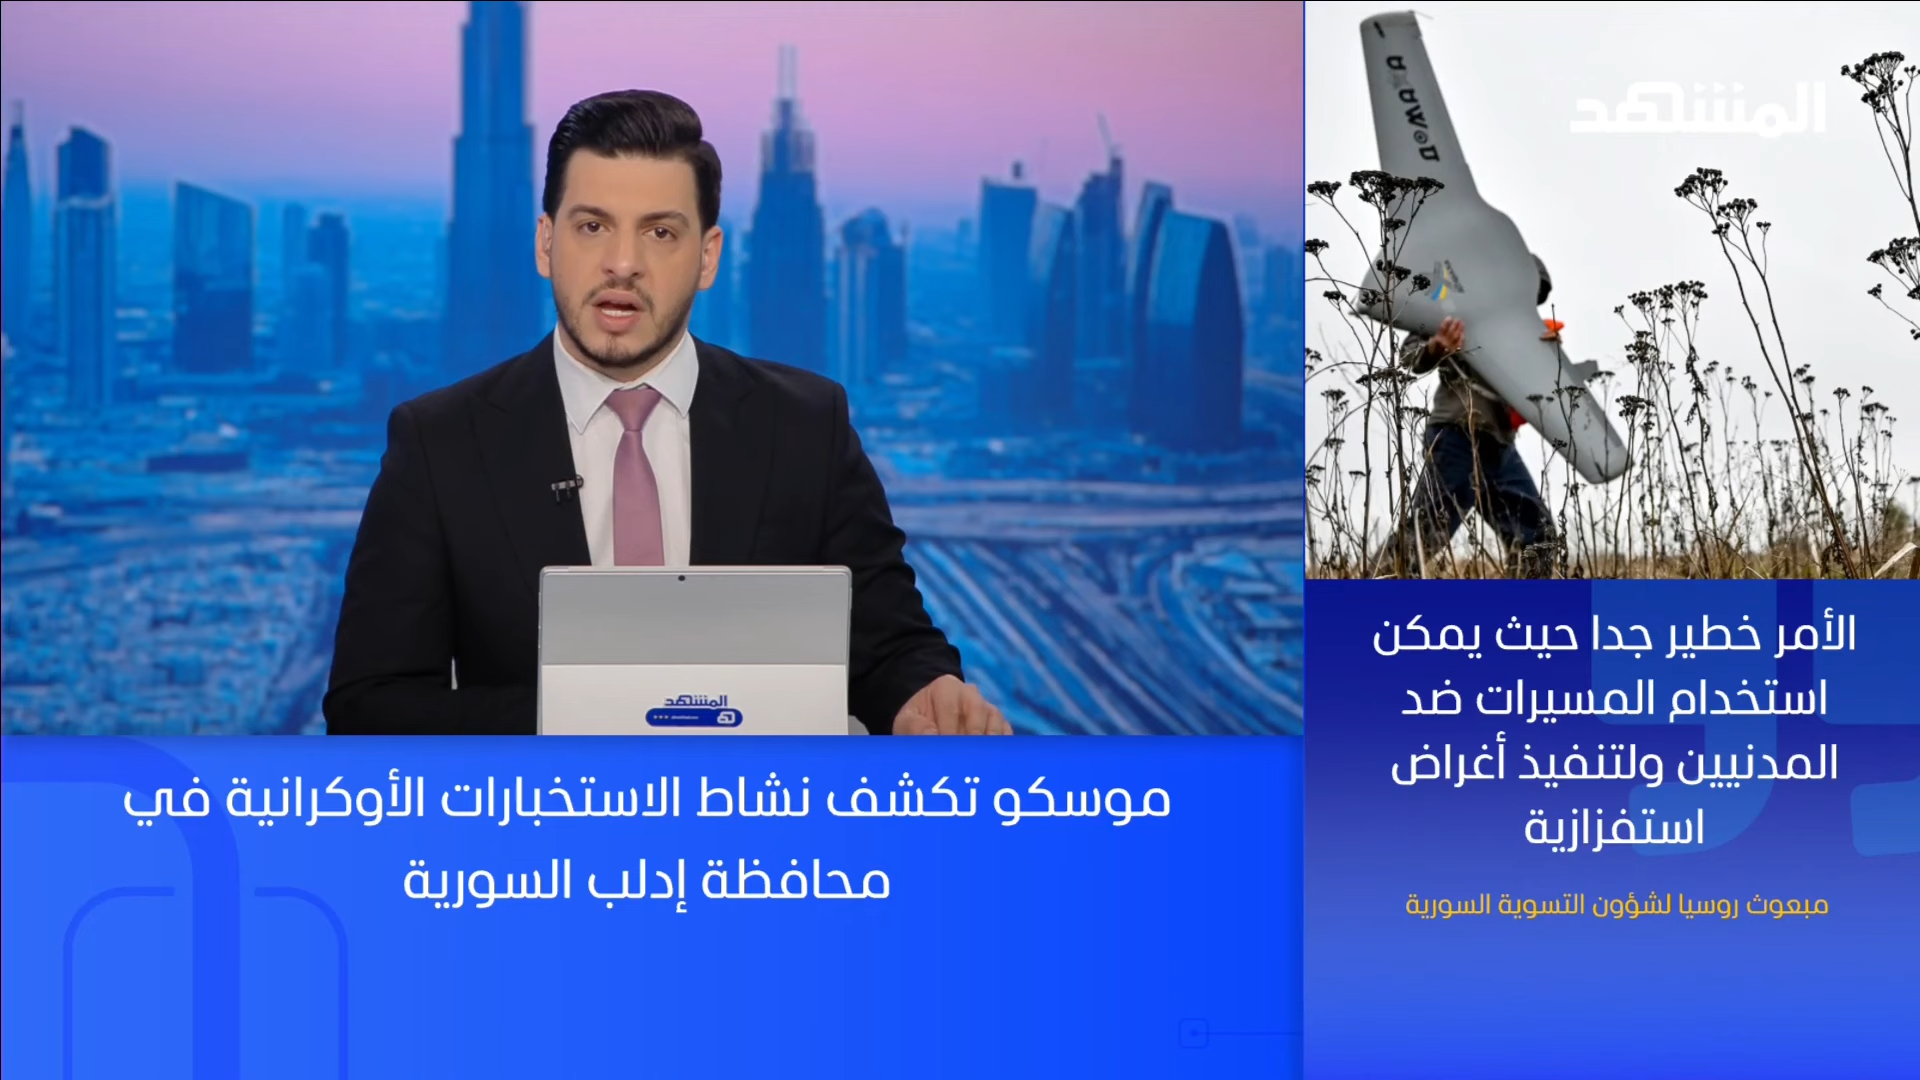 المشهد
الأمر خطير جدا حيث يمكن
استخدام المسيرات ضد
المدنيين ولتنفيذ أغراض
استفزازية
مبعوث روسيا لشؤون التسوية السورية
المشهد
موسكو تكشف نشاط الاستخبارات الأوكرانية في
محافظة إدلب السورية